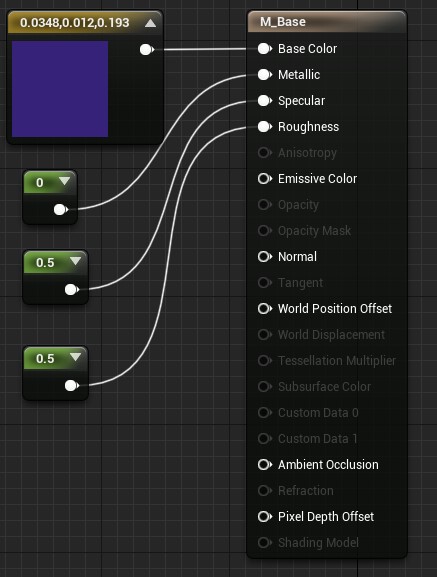 0.0348,0.012,0.193
0
0.5
0.5
M_Base
Base Color
Metallic
Specular
Roughness
Anisotropy
Emissive Color
Opacity
Opacity Mask
Normal
Tangent
World Position Offset
World Displacement
Tessellation Multiplier
Subsurface Color
Custom Data 0
Custom Data 1
Ambient Occlusion
Refraction
Pixel Depth Offset
Shading Model